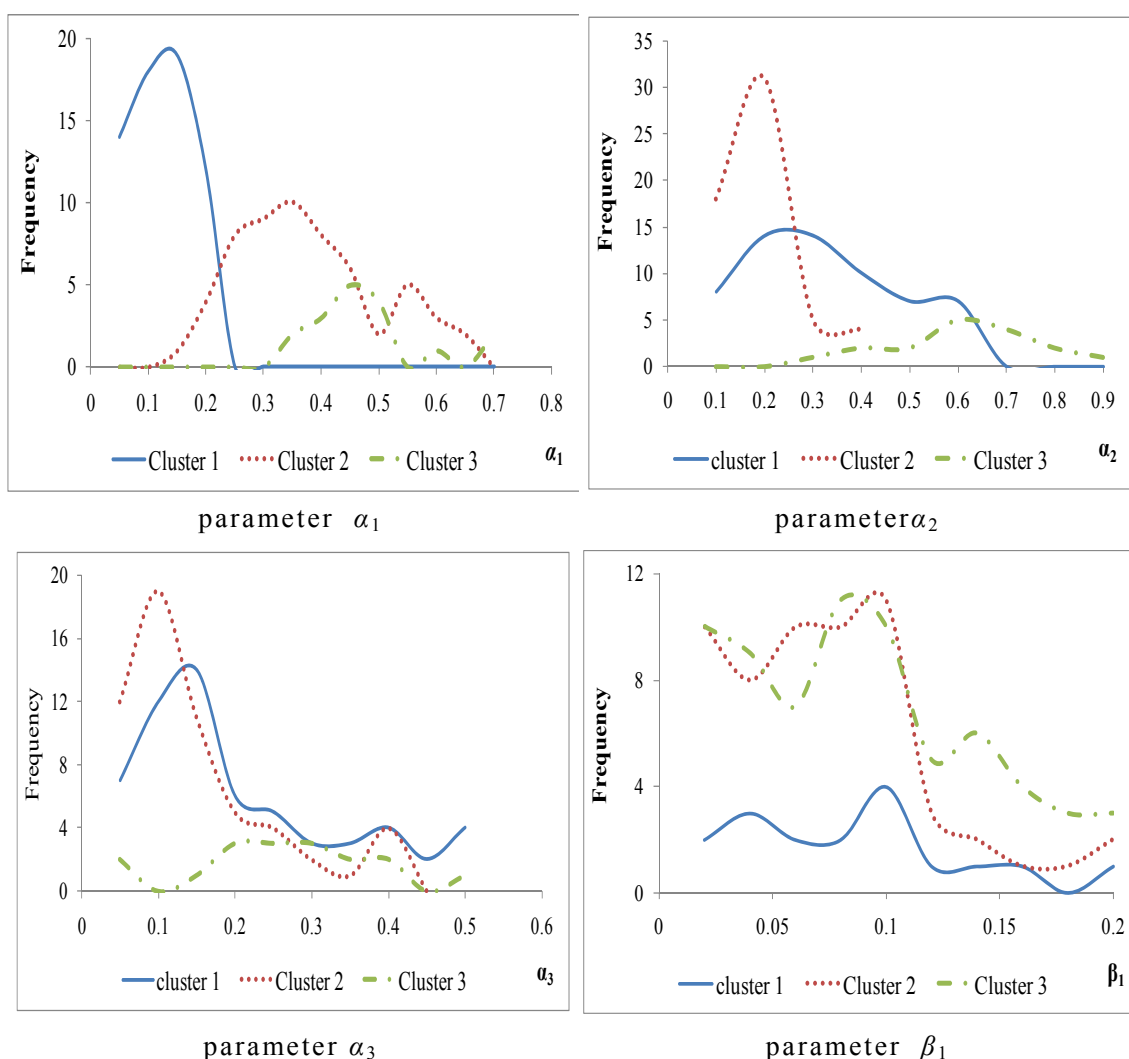 20
15
10
5
0
Frequency
0 0.1 0.2 0.3 0.4 0.5 0.6 0.7 0.8
Cluster 1 Cluster 2 Cluster 3 α1
parameter α1
35
30
25
20
15
10
5
0
Frequency
0.1 0.2 0.3 0.4 0.5 0.6 0.7 0.8 0.9
cluster 1 Cluster 2 Cluster 3 α2
parameterα2
20
16
12
8
4
0
Frequency
0 0.1 0.2 0.3 0.4 0.5 0.6
cluster 1 Cluster 2 Cluster 3 α3
parameter α3
12
8
4
0
Frequency
0 0.05 0.1 0.15 0.2
cluster 1 Cluster 2 Cluster 3 β1
parameter β1